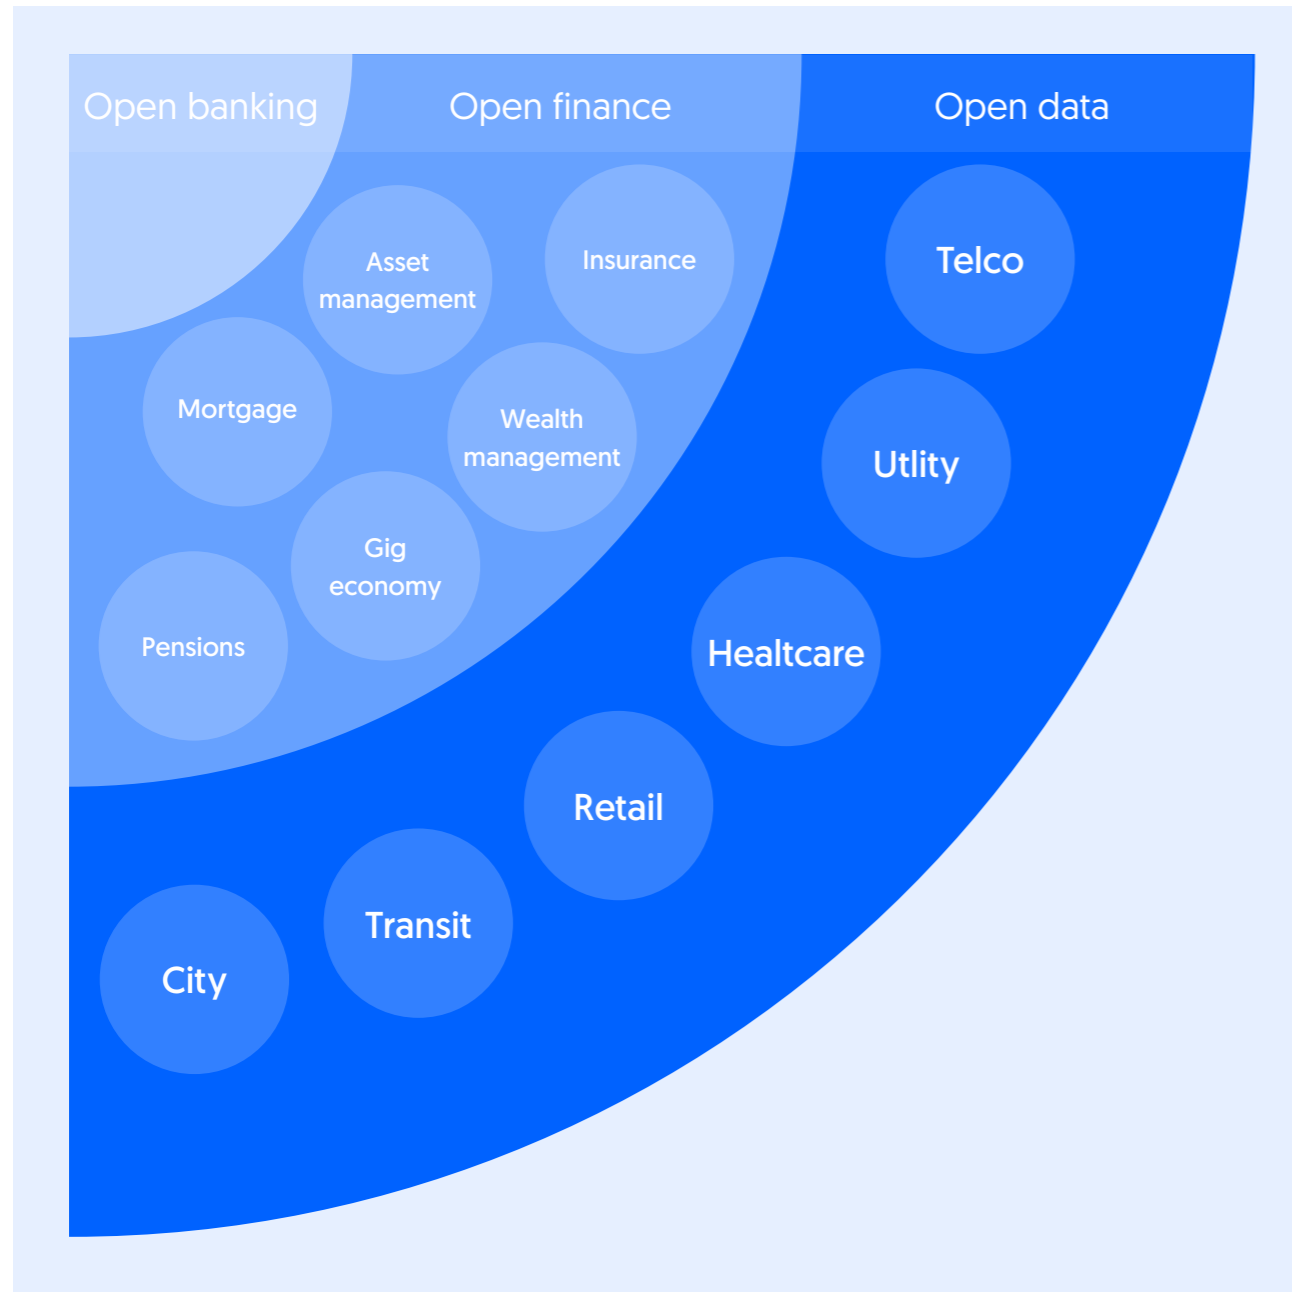 Open banking
Open finance
Open data
Asset
management
Insurance
Telco
Mortgage
Wealth
management
Utlity
Gig
economy
Pensions
Healtcare
Retail
Transit
City